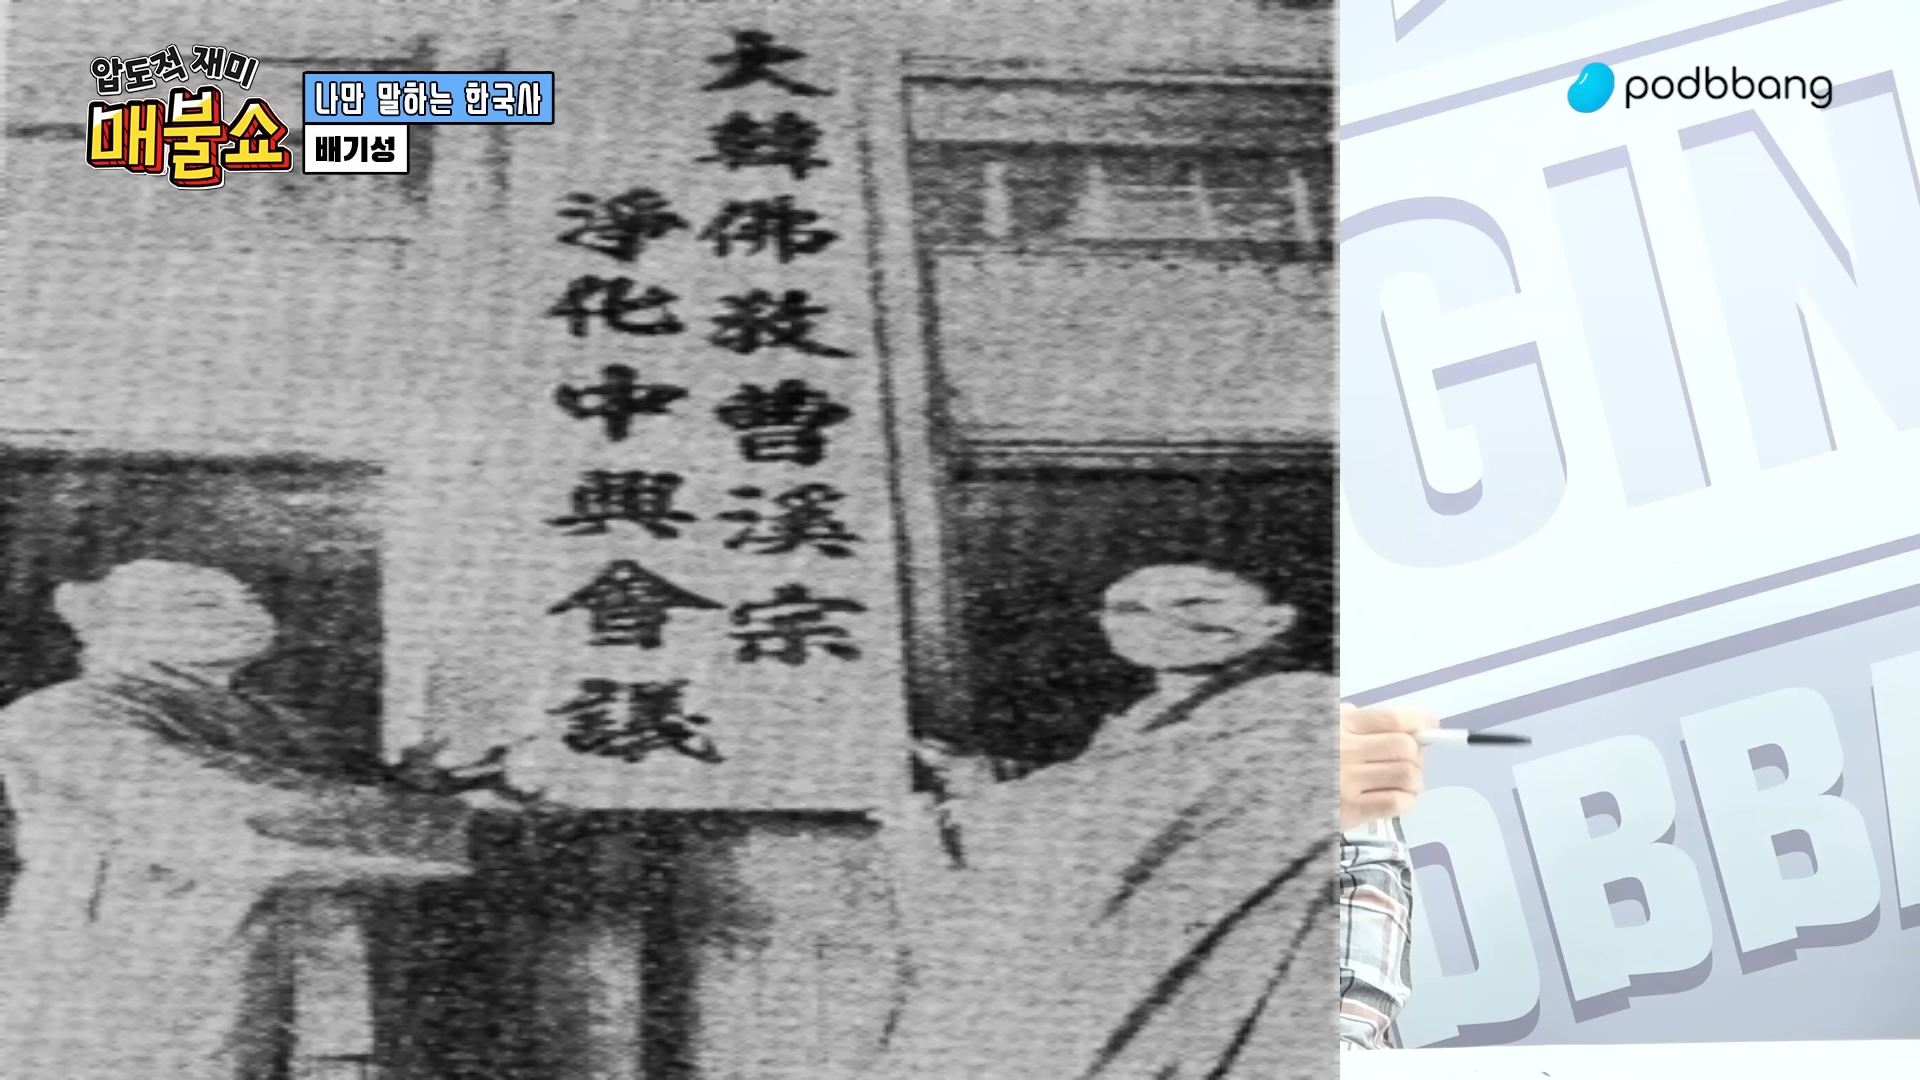 압도적 재미
매불쇼
나만 말하는 한국사
배기성
podbbang
大韓佛敎曹溪宗
淨化中興會議
GIN